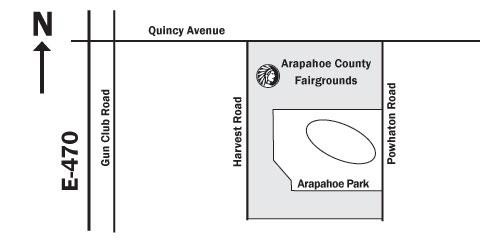 N
Quincy Avenue
Arapahoe County
Fairgrounds
E-470
Gun Club Road
Harvest Road
Powhaton Road
Arapahoe Park